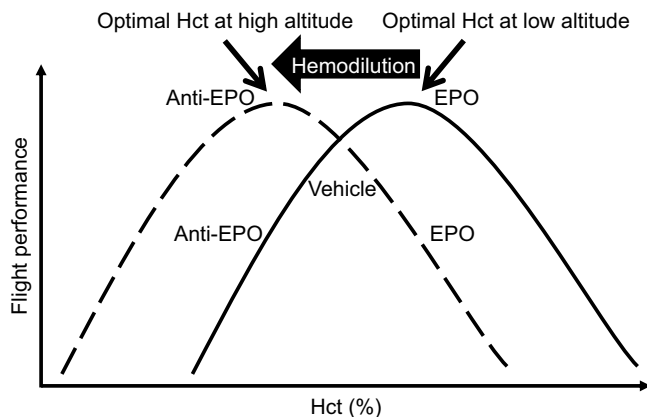 Optimal Hct at high altitude
Optimal Hct at low altitude
Hemodilution
Anti-EPO
EPO
Vehicle
Anti-EPO
EPO
Flight performance
Hct (%)